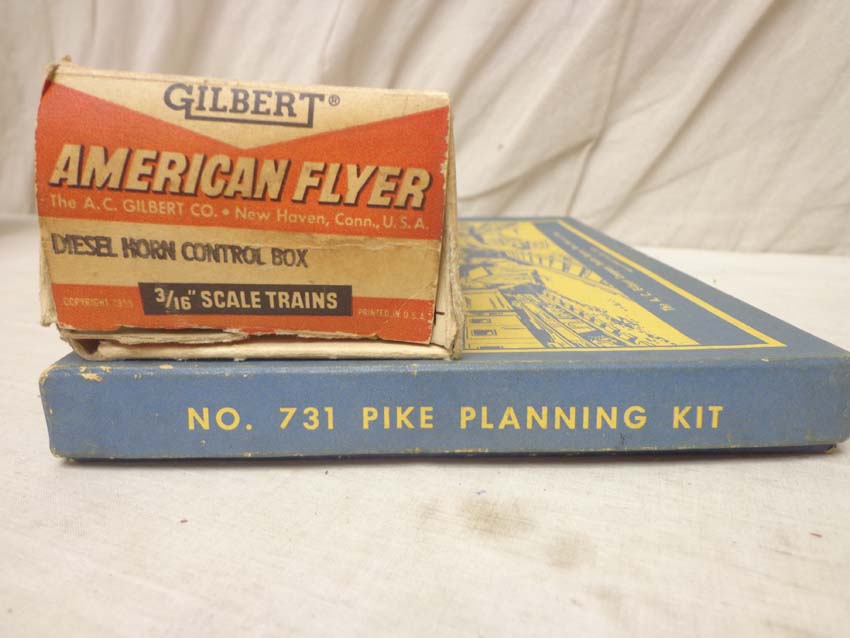 GILBERT®
AMERICAN FLYER
The A.C. GILBERT CO. • New Haven, Conn., U.S.A.
DIESEL HORN CONTROL BOX
3/16" SCALE TRAINS
COPYRIGHT
PRINTED IN U.S.A.
NO. 731 PIKE PLANNING KIT